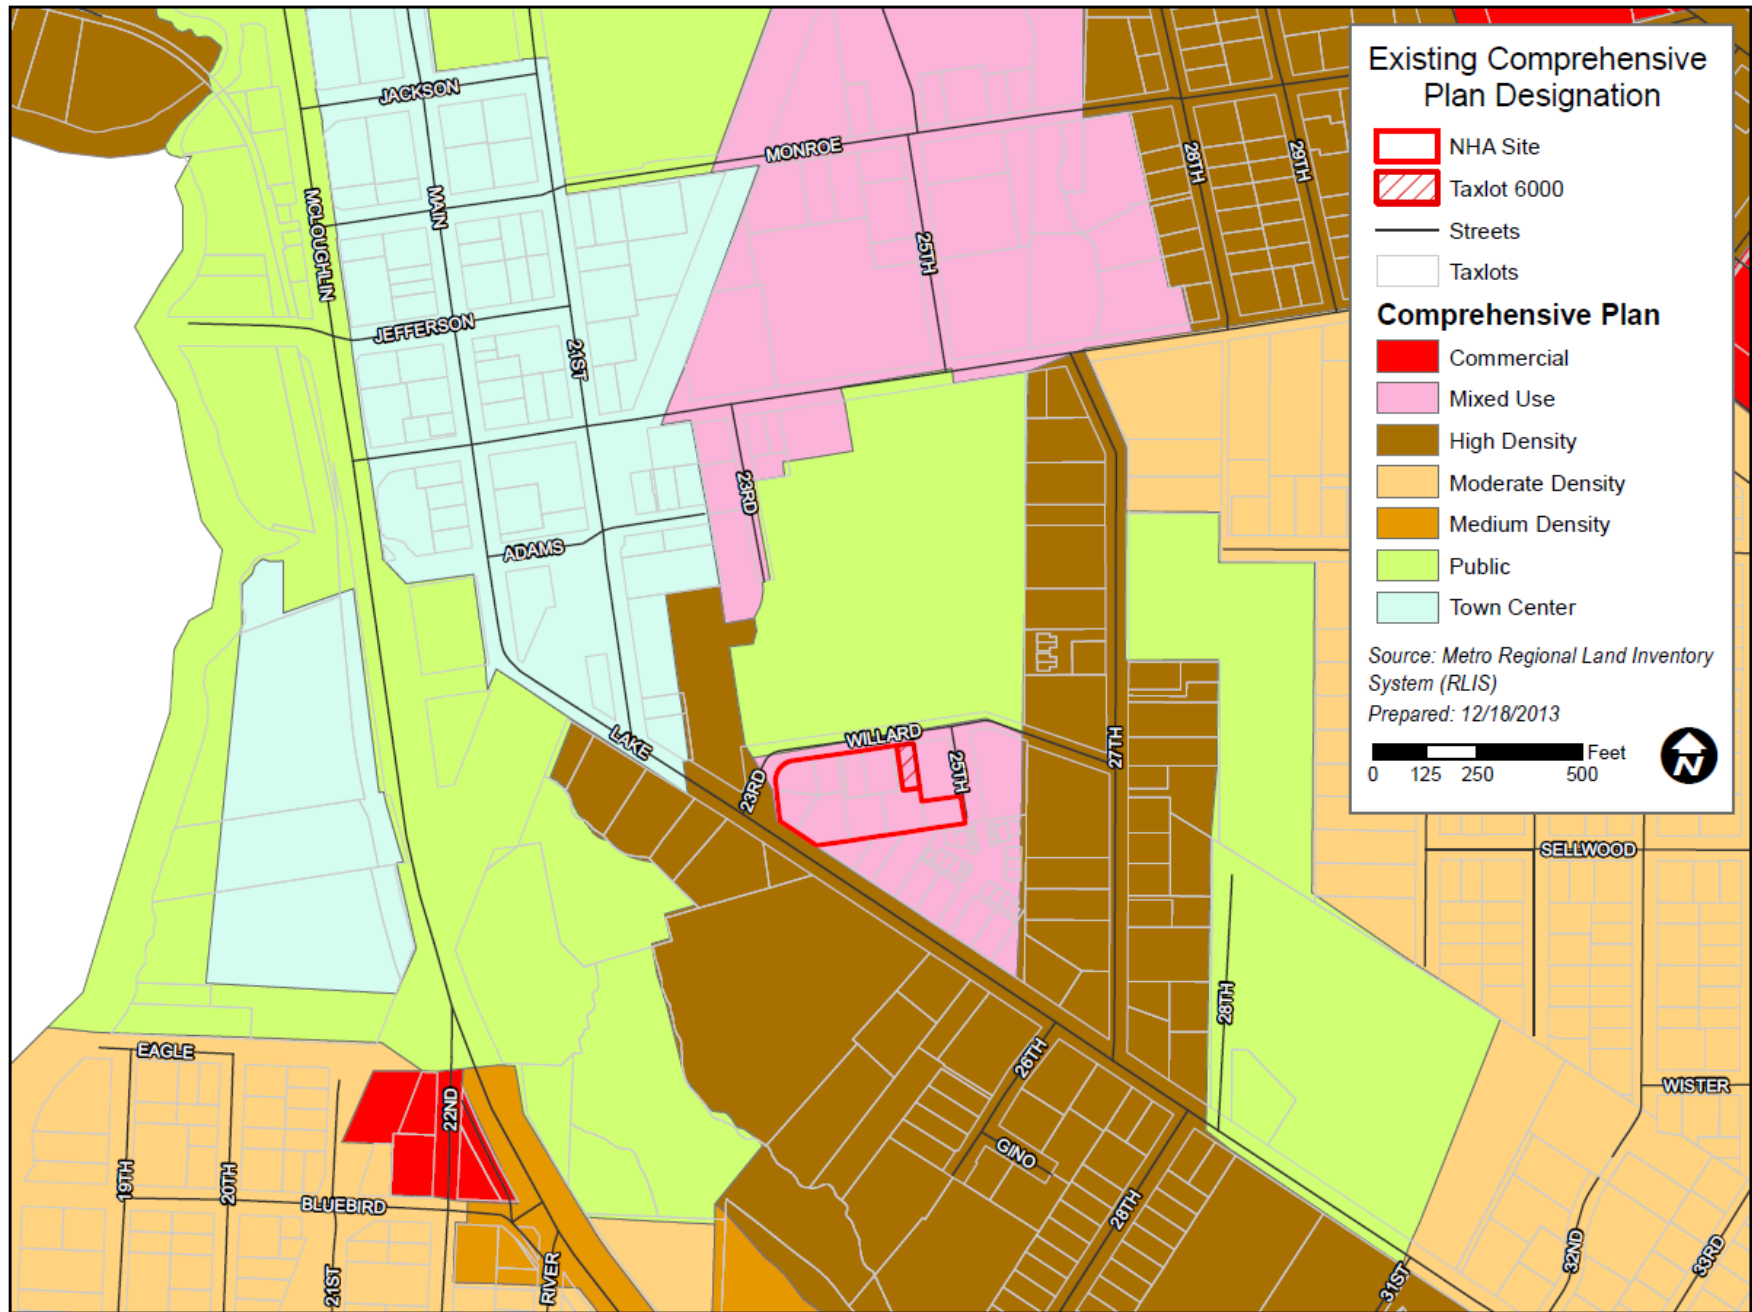 Existing Comprehensive
Plan Designation
NHA Site
Taxlot 6000
Streets
Taxlots
Comprehensive Plan
Commercial
Mixed Use
High Density
Moderate Density
Medium Density
Public
Town Center
Source: Metro Regional Land Inventory
System (RLIS)
Prepared: 12/18/2013
Feet
0 125 250 500
N
JACKSON
MONROE
MCLOUGHLIN
MAIN
28TH
29TH
25TH
JEFFERSON
21ST
23RD
ADAMS
LAKE
WILLARD
23RD
25TH
27TH
SELLWOOD
28TH
EAGLE
26TH
WISTER
22ND
GINO
19TH
20TH
BLUEBIRD
28TH
21ST
RIVER
31ST
32ND
33RD